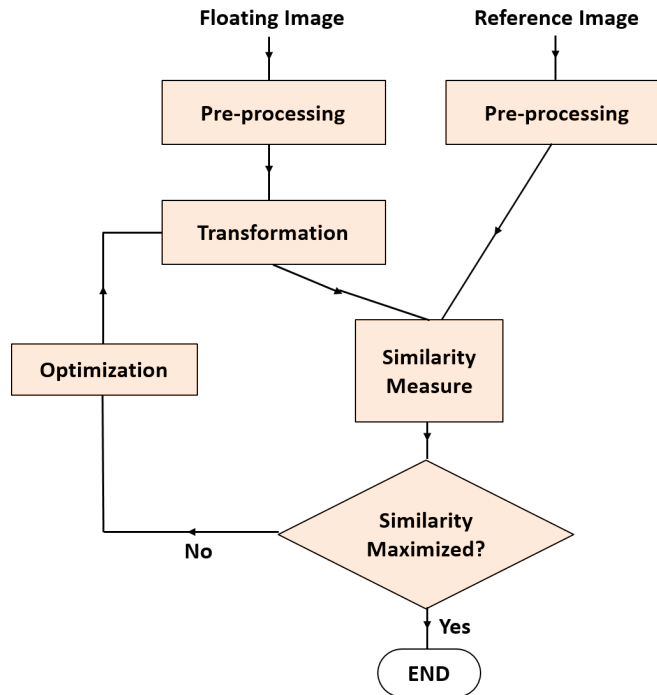 Floating Image
Reference Image
Pre-processing
Pre-processing
Transformation
Optimization
Similarity
Measure
Similarity
Maximized?
No
Yes
END